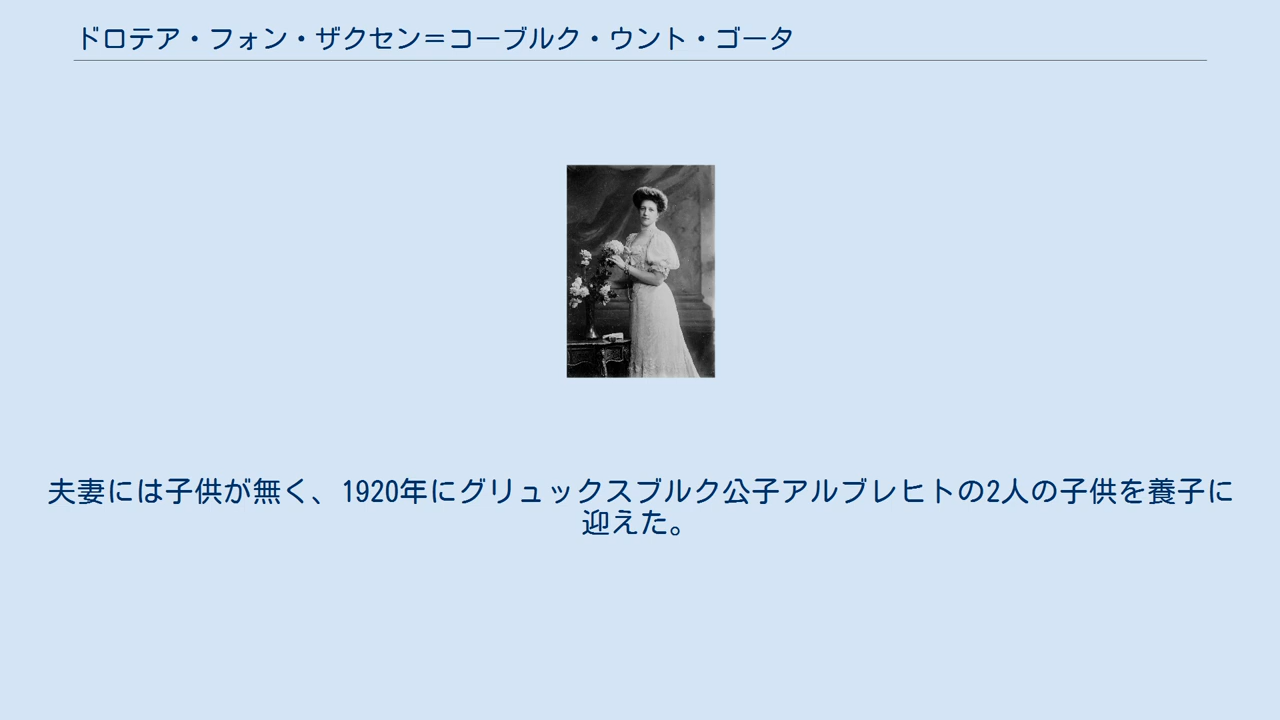 ドロテア・フォン・ザクセン＝コーブルク・ウント・ゴータ
夫妻には子供が無く、1920年にグリュックスブルク公子アルブレヒトの2人の子供を養子に
迎えた。